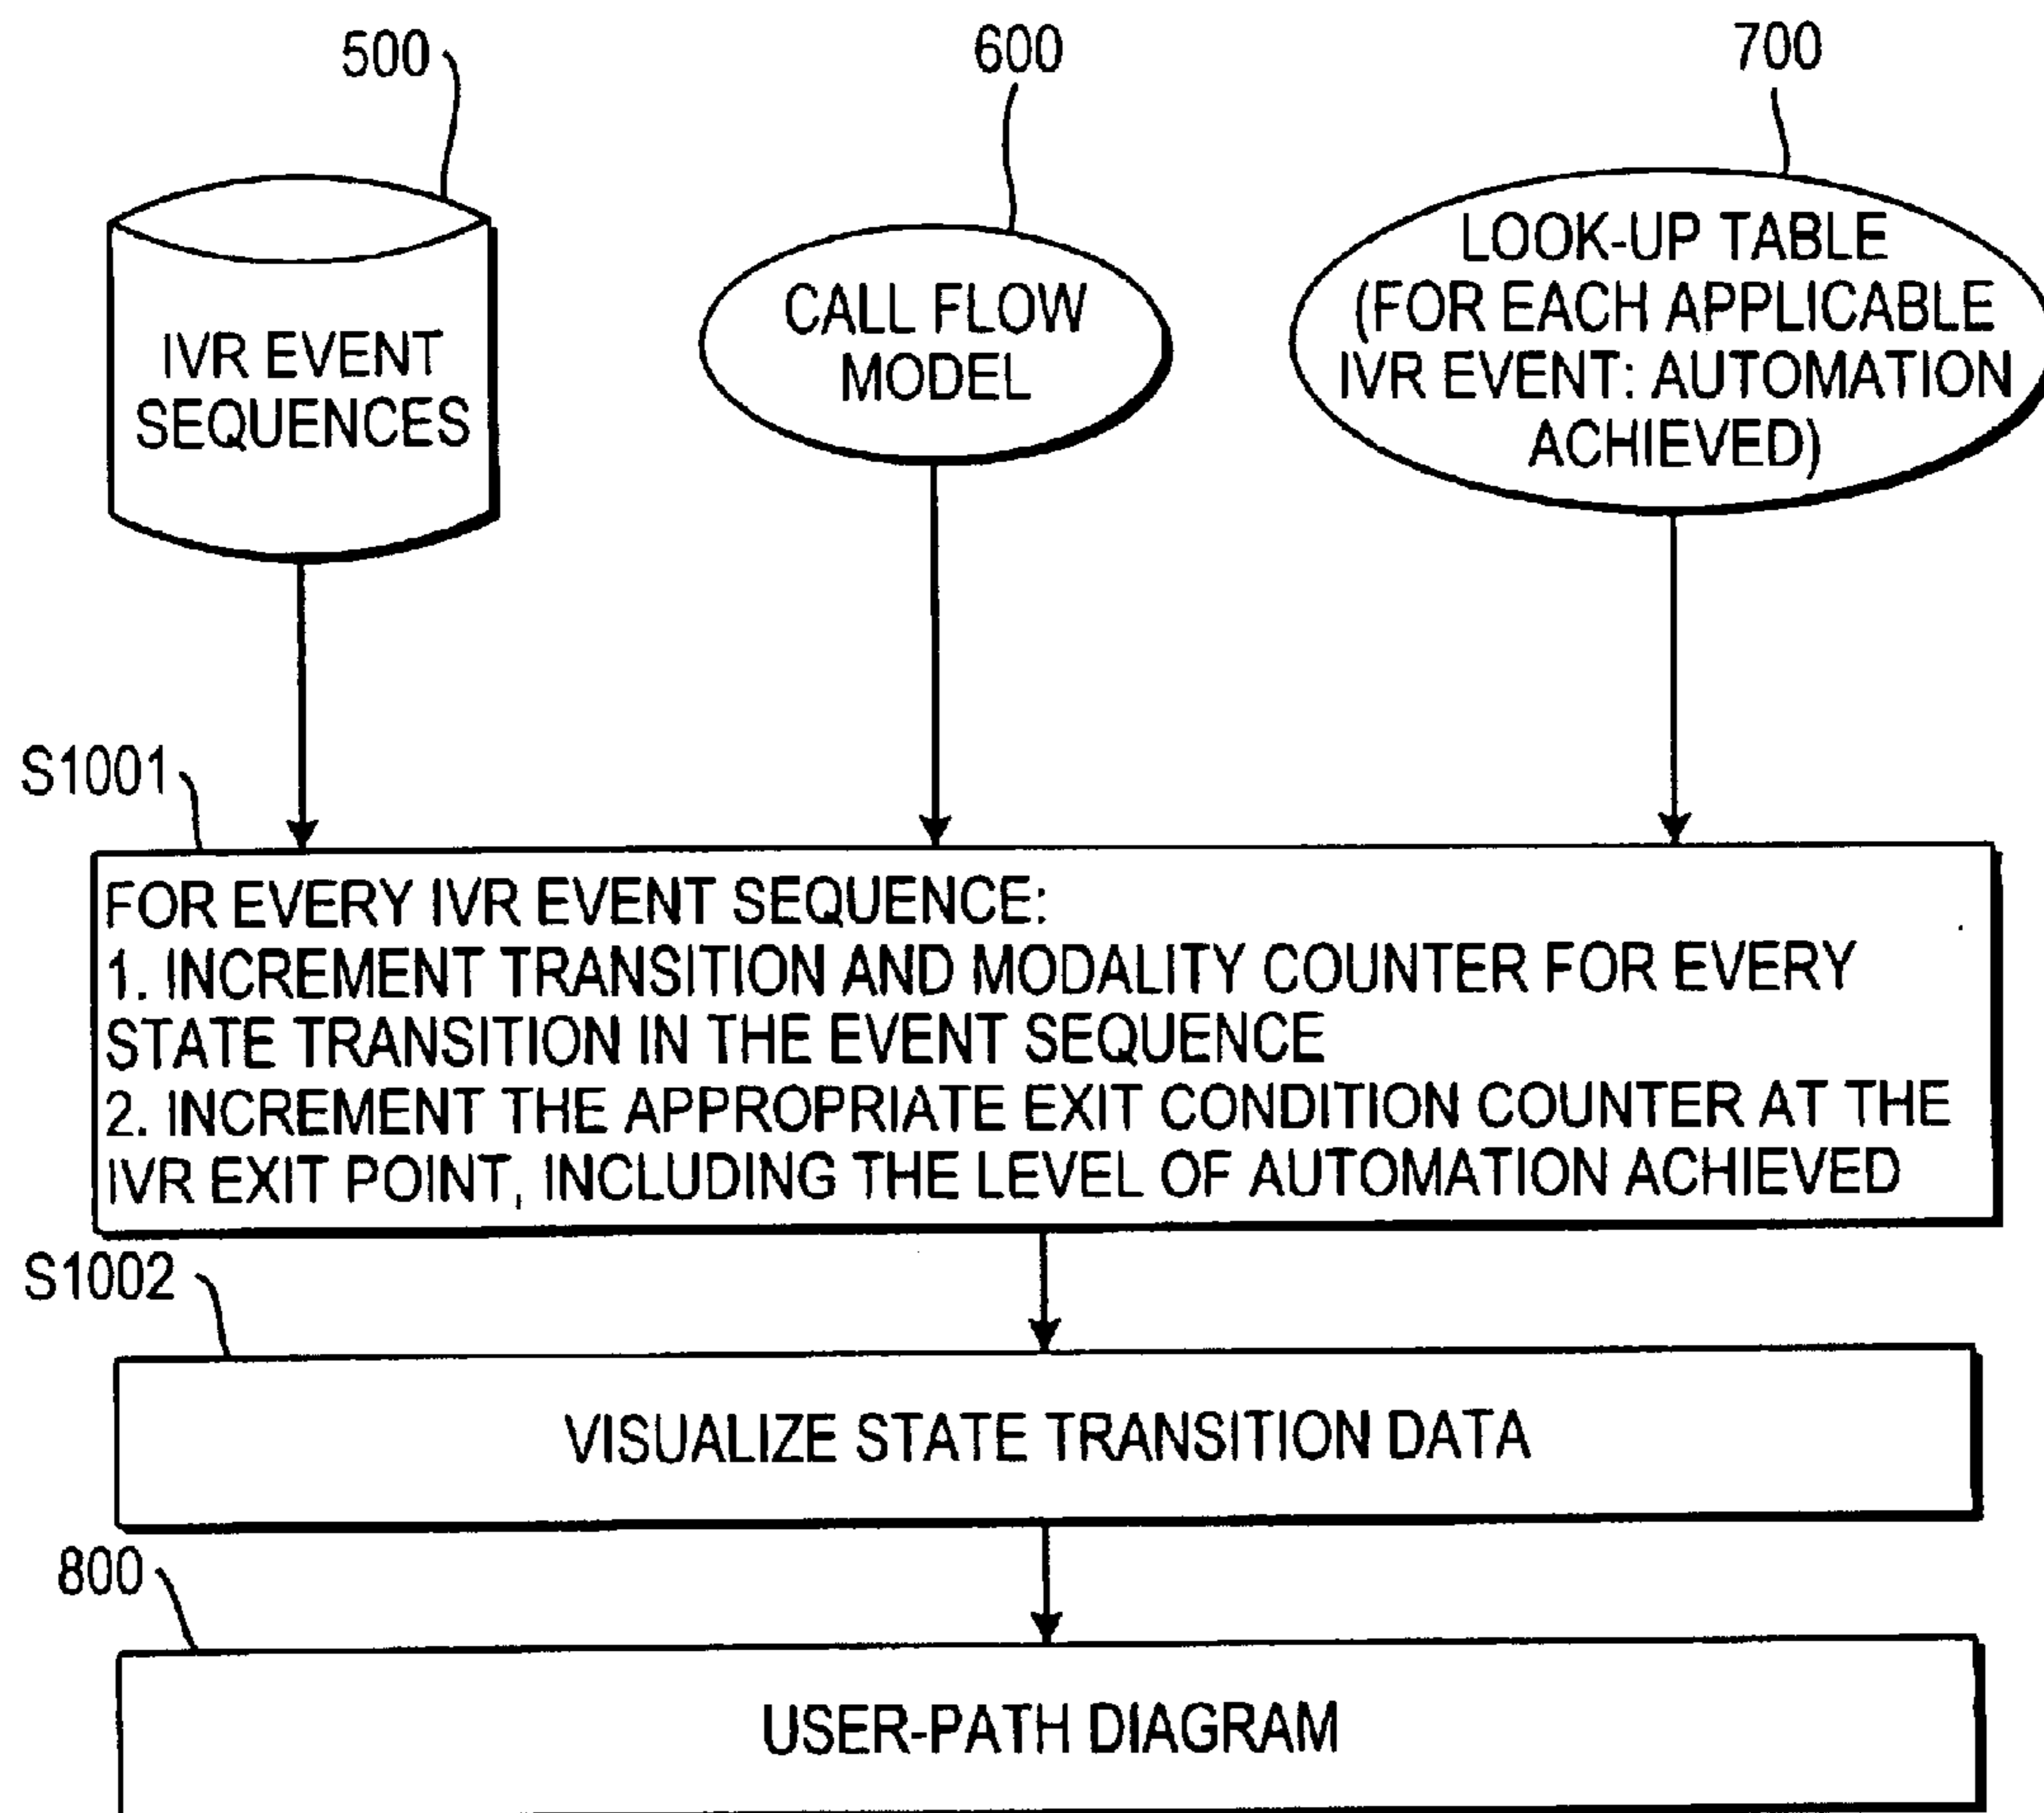 500
600
700
IVR EVENT
SEQUENCES
CALL FLOW
MODEL
LOOK-UP TABLE
(FOR EACH APPLICABLE
IVR EVENT: AUTOMATION
ACHIEVED)
S1001
FOR EVERY IVR EVENT SEQUENCE:
1. INCREMENT TRANSITION AND MODALITY COUNTER FOR EVERY
STATE TRANSITION IN THE EVENT SEQUENCE
2. INCREMENT THE APPROPRIATE EXIT CONDITION COUNTER AT THE
IVR EXIT POINT, INCLUDING THE LEVEL OF AUTOMATION ACHIEVED
S1002
VISUALIZE STATE TRANSITION DATA
800
USER-PATH DIAGRAM